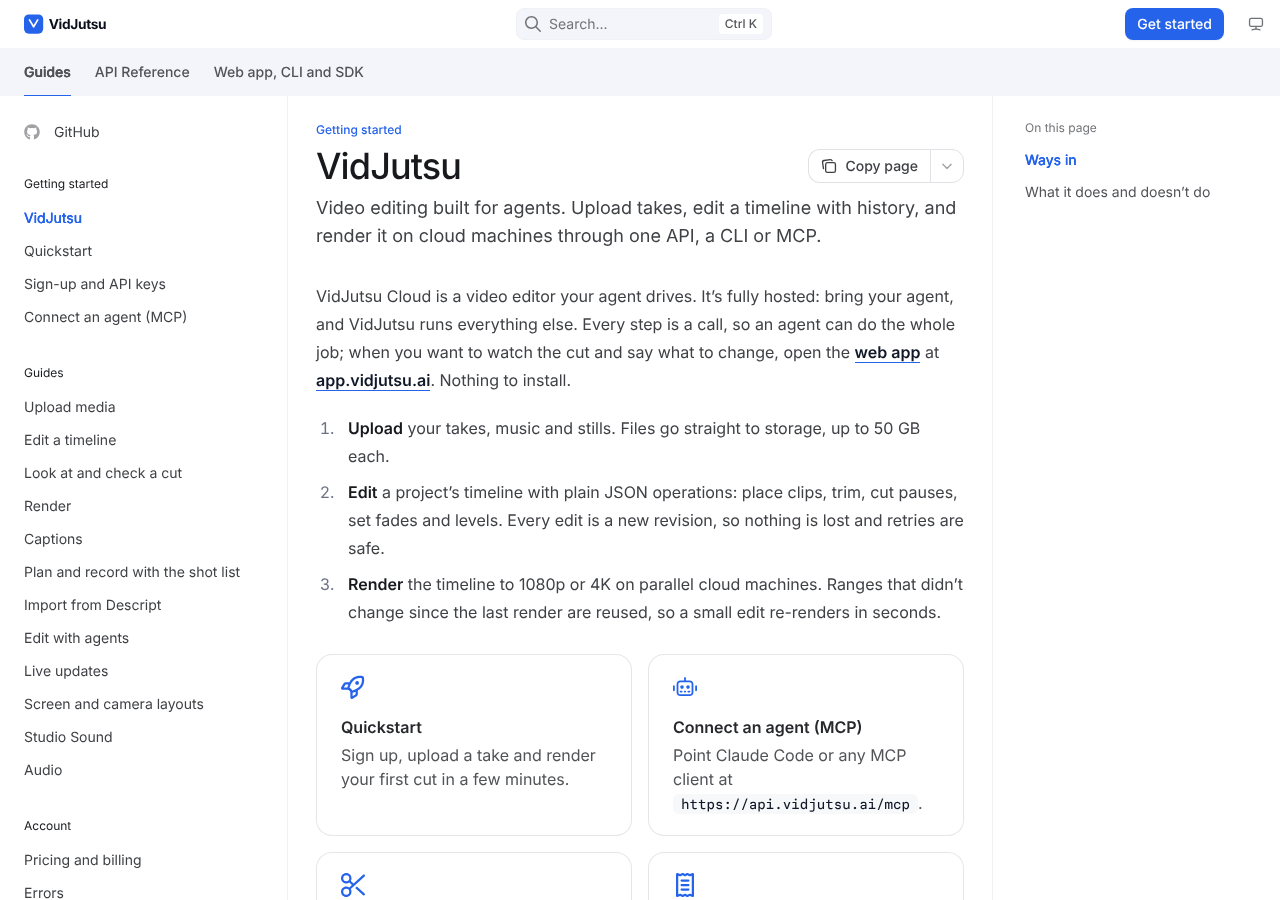 VidJutsu
Search...
Ctrl K
Get started
Guides
API Reference
Web app, CLI and SDK
GitHub
Getting started
VidJutsu
Quickstart
Sign-up and API keys
Connect an agent (MCP)
Guides
Upload media
Edit a timeline
Look at and check a cut
Render
Captions
Plan and record with the shot list
Import from Descript
Edit with agents
Live updates
Screen and camera layouts
Studio Sound
Audio
Account
Pricing and billing
Errors
Getting started
VidJutsu
Copy page
Video editing built for agents. Upload takes, edit a timeline with history, and
render it on cloud machines through one API, a CLI or MCP.
VidJutsu Cloud is a video editor your agent drives. It’s fully hosted: bring your agent,
and VidJutsu runs everything else. Every step is a call, so an agent can do the whole
job; when you want to watch the cut and say what to change, open the web app at
app.vidjutsu.ai. Nothing to install.
1. Upload your takes, music and stills. Files go straight to storage, up to 50 GB
each.
2. Edit a project’s timeline with plain JSON operations: place clips, trim, cut pauses,
set fades and levels. Every edit is a new revision, so nothing is lost and retries are
safe.
3. Render the timeline to 1080p or 4K on parallel cloud machines. Ranges that didn’t
change since the last render are reused, so a small edit re-renders in seconds.
Quickstart
Sign up, upload a take and render
your first cut in a few minutes.
Connect an agent (MCP)
Point Claude Code or any MCP
client at
https://api.vidjutsu.ai/mcp .
On this page
Ways in
What it does and doesn’t do